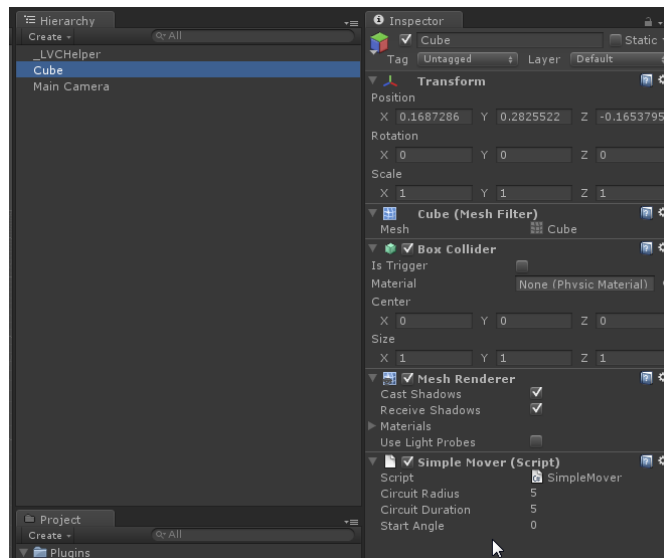 Hierarchy
Create
All
_LVCHelper
Cube
Main Camera
Project
Create
All
Plugins
Inspector
Cube
Static
Tag Untagged Layer Default
Transform
Position
X 0.1687286 Y 0.2825522 Z -0.1653795
Rotation
X 0 Y 0 Z 0
Scale
X 1 Y 1 Z 1
Cube (Mesh Filter)
Mesh Cube
Box Collider
Is Trigger
Material None (Physic Material)
Center
X 0 Y 0 Z 0
Size
X 1 Y 1 Z 1
Mesh Renderer
Cast Shadows
Receive Shadows
Materials
Use Light Probes
Simple Mover (Script)
Script SimpleMover
Circuit Radius 5
Circuit Duration 5
Start Angle 0